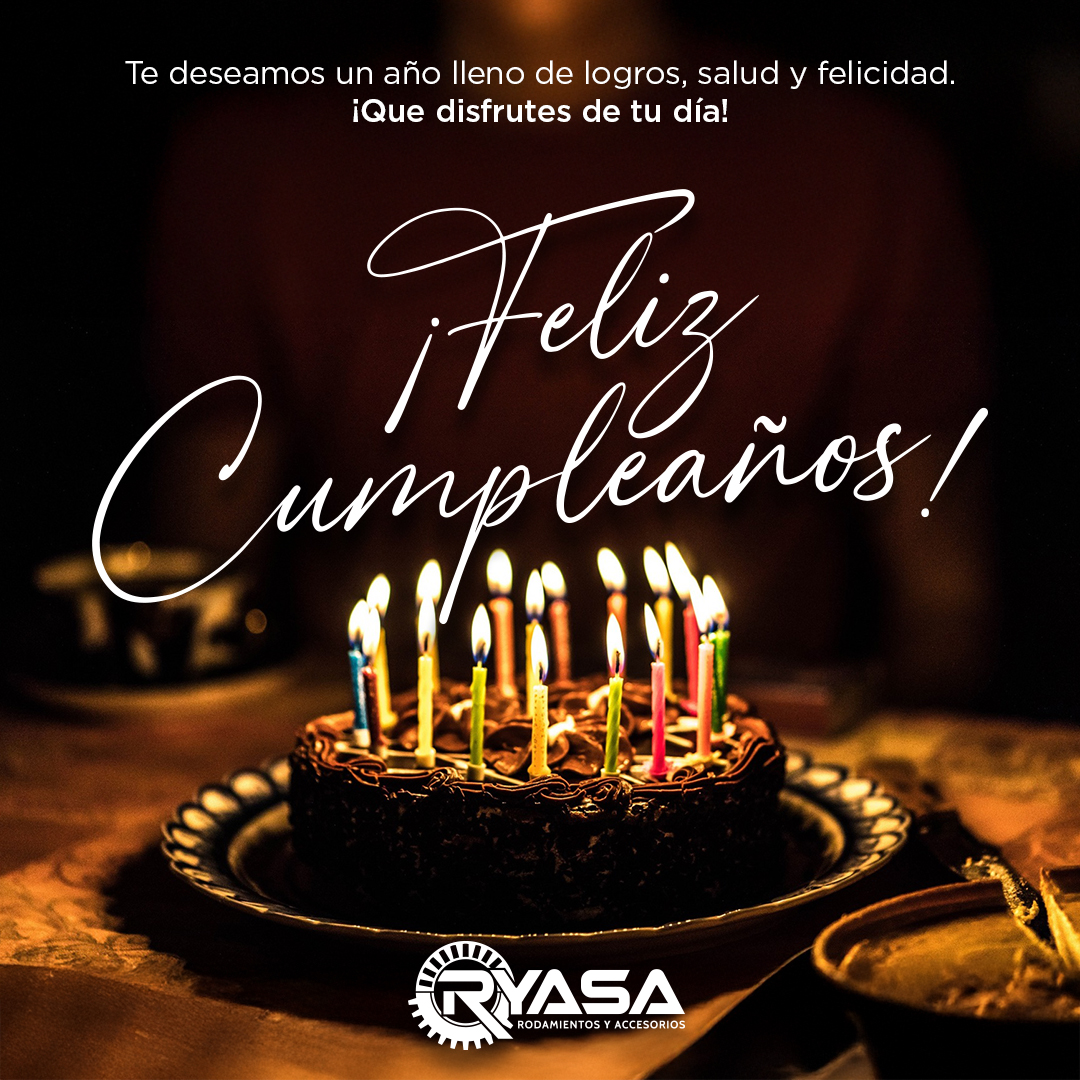 Te deseamos un año lleno de logros, salud y felicidad.
¡Que disfrutes de tu día!
¡Feliz
Cumpleaños!
RYASA
RODAMIENTOS Y ACCESORIOS